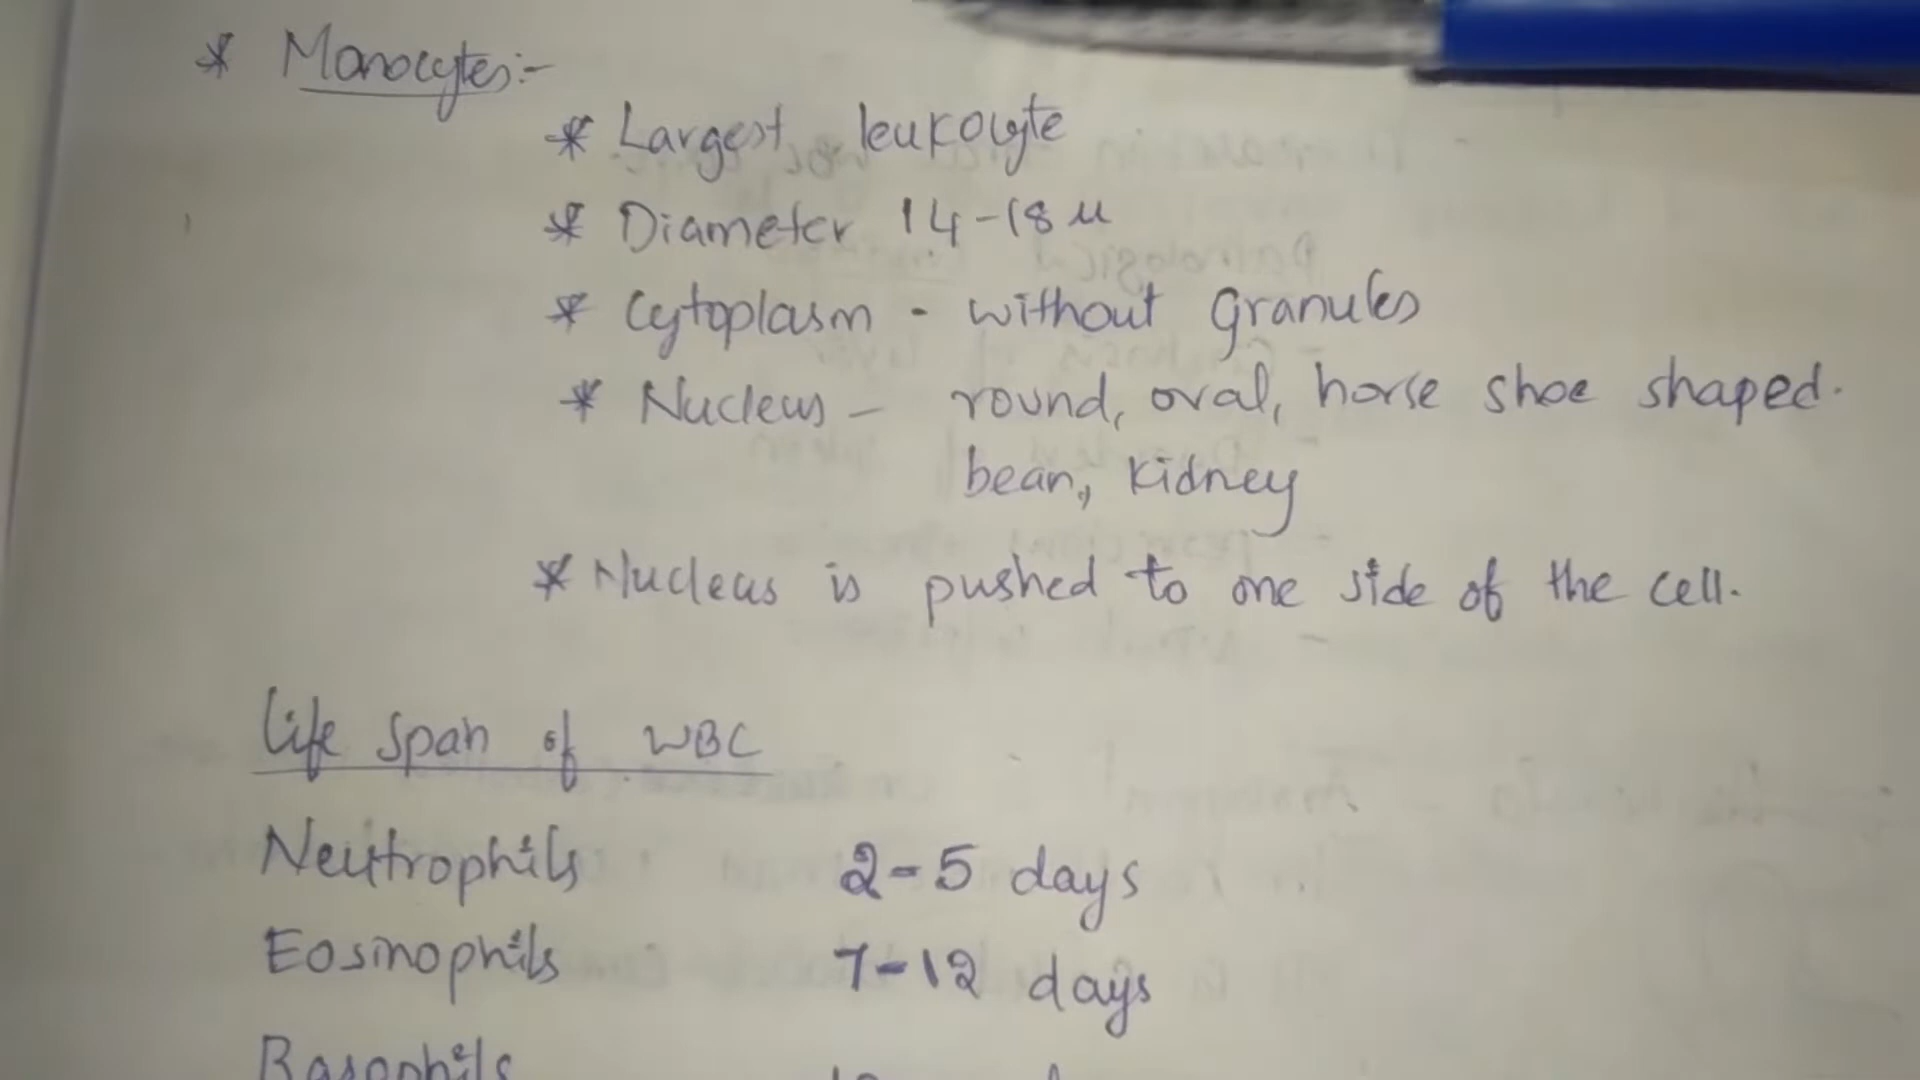 * Monocytes:-
* Largest leukocyte
* Diameter 14-18 µ
* Cytoplasm - without granules
* Nucleus - round, oval, horse shoe shaped.
bean, kidney
* Nucleus is pushed to one side of the cell.
Life span of WBC
Neutrophils 2-5 days
Eosinophils 7-12 days
Basophils